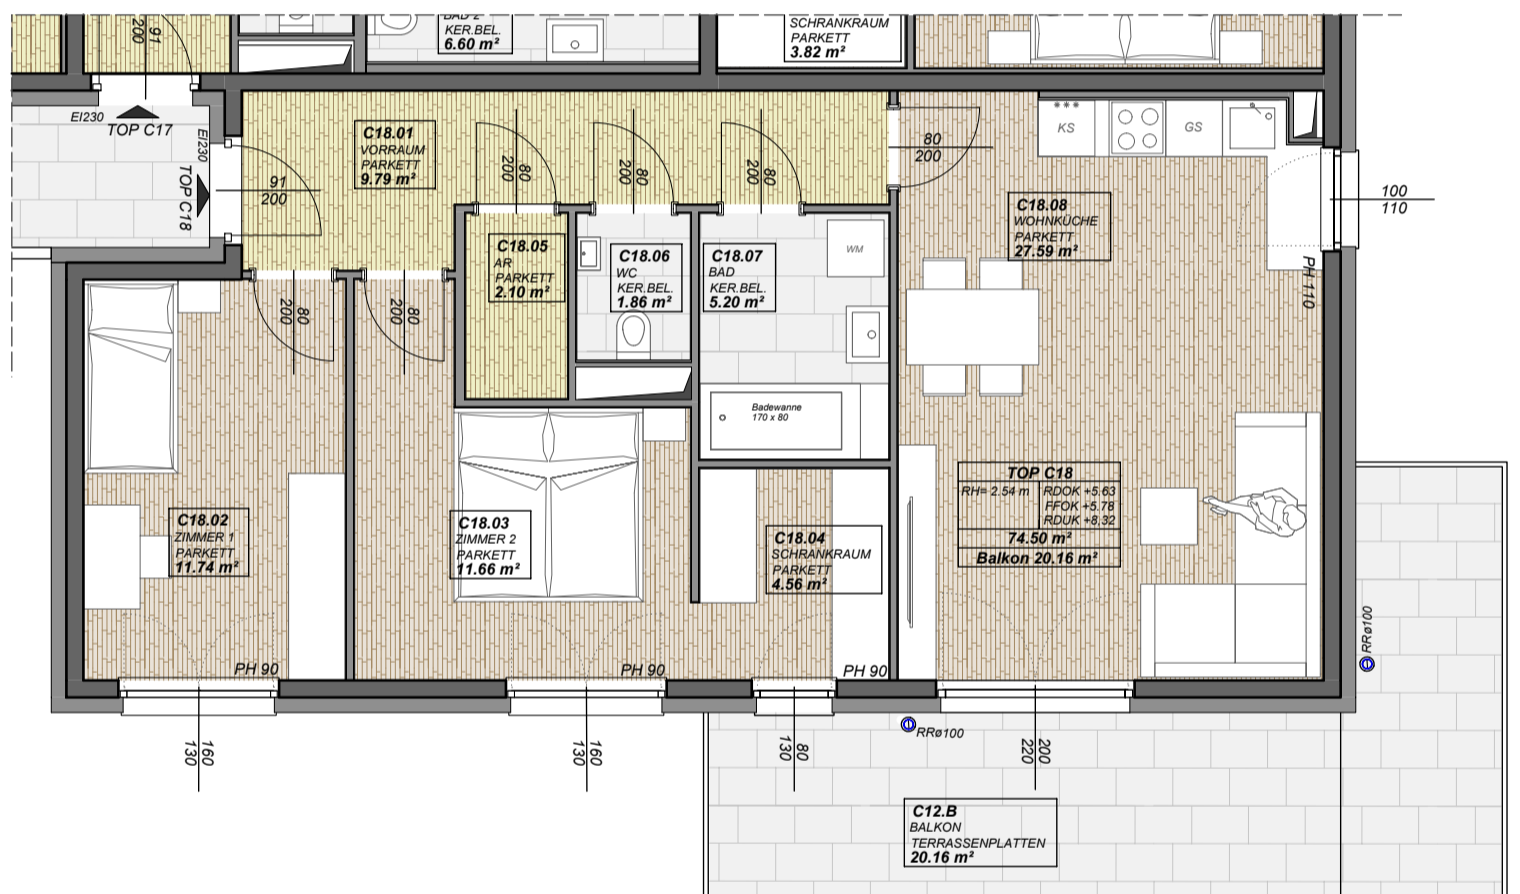 91
200
BAD 2
KER.BEL.
6.60 m²
SCHRANKRAUM
PARKETT
3.82 m²
EI230
TOP C17
EI230
TOP C18
91
200
C18.01
VORRAUM
PARKETT
9.79 m²
80
200
80
200
80
200
80
200
KS
GS
100
110
PH 110
C18.08
WOHNKÜCHE
PARKETT
27.59 m²
C18.05
AR
PARKETT
2.10 m²
C18.06
WC
KER.BEL.
1.86 m²
C18.07
BAD
KER.BEL.
5.20 m²
WM
80
200
80
200
Badewanne
170 x 80
TOP C18
RH= 2.54 m
RDOK +5.63
FFOK +5.78
RDUK +8.32
74.50 m²
Balkon 20.16 m²
C18.02
ZIMMER 1
PARKETT
11.74 m²
C18.03
ZIMMER 2
PARKETT
11.66 m²
C18.04
SCHRANKRAUM
PARKETT
4.56 m²
PH 90
PH 90
PH 90
RRø100
RRø100
160
130
160
130
80
130
200
220
C12.B
BALKON
TERRASSENPLATTEN
20.16 m²